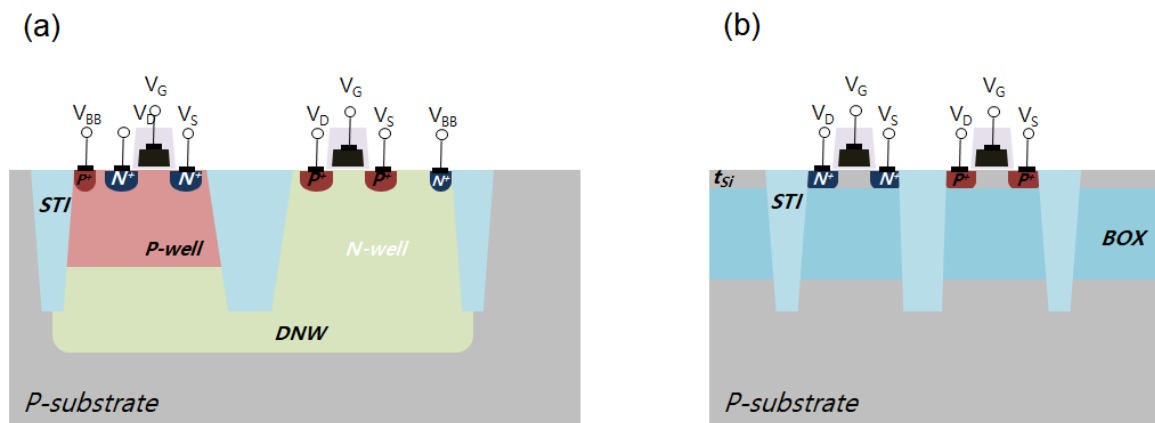 (a)
(b)
V_G
V_G
V_G
V_G
V_BB
V_D
V_S
V_D
V_S
V_BB
V_D
V_S
V_D
V_S
P⁺
N⁺
N⁺
P⁺
P⁺
N⁺
t_Si
N⁺
N⁺
P⁺
P⁺
STI
STI
P-well
N-well
BOX
DNW
P-substrate
P-substrate